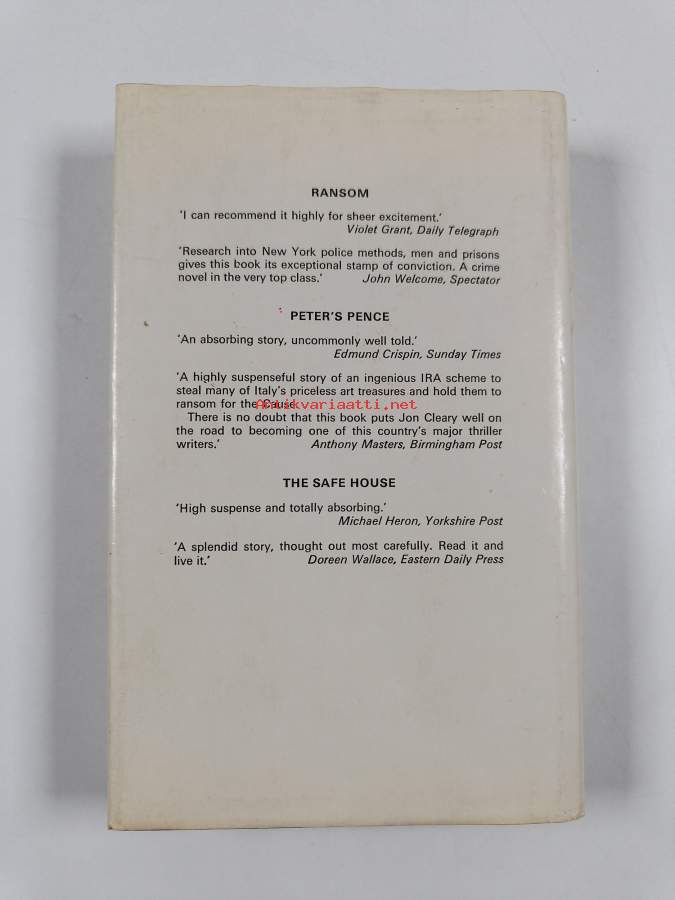 RANSOM
'I can recommend it highly for sheer excitement.'
Violet Grant, Daily Telegraph
'Research into New York police methods, men and prisons
gives this book its exceptional stamp of conviction. A crime
novel in the very top class.' John Welcome, Spectator
PETER'S PENCE
'An absorbing story, uncommonly well told.'
Edmund Crispin, Sunday Times
'A highly suspenseful story of an ingenious IRA scheme to
steal many of Italy's priceless art treasures and hold them to
ransom for the Cause.
Antikvariaatti.net
There is no doubt that this book puts Jon Cleary well on
the road to becoming one of this country's major thriller
writers.' Anthony Masters, Birmingham Post
THE SAFE HOUSE
'High suspense and totally absorbing.'
Michael Heron, Yorkshire Post
'A splendid story, thought out most carefully. Read it and
live it.' Doreen Wallace, Eastern Daily Press